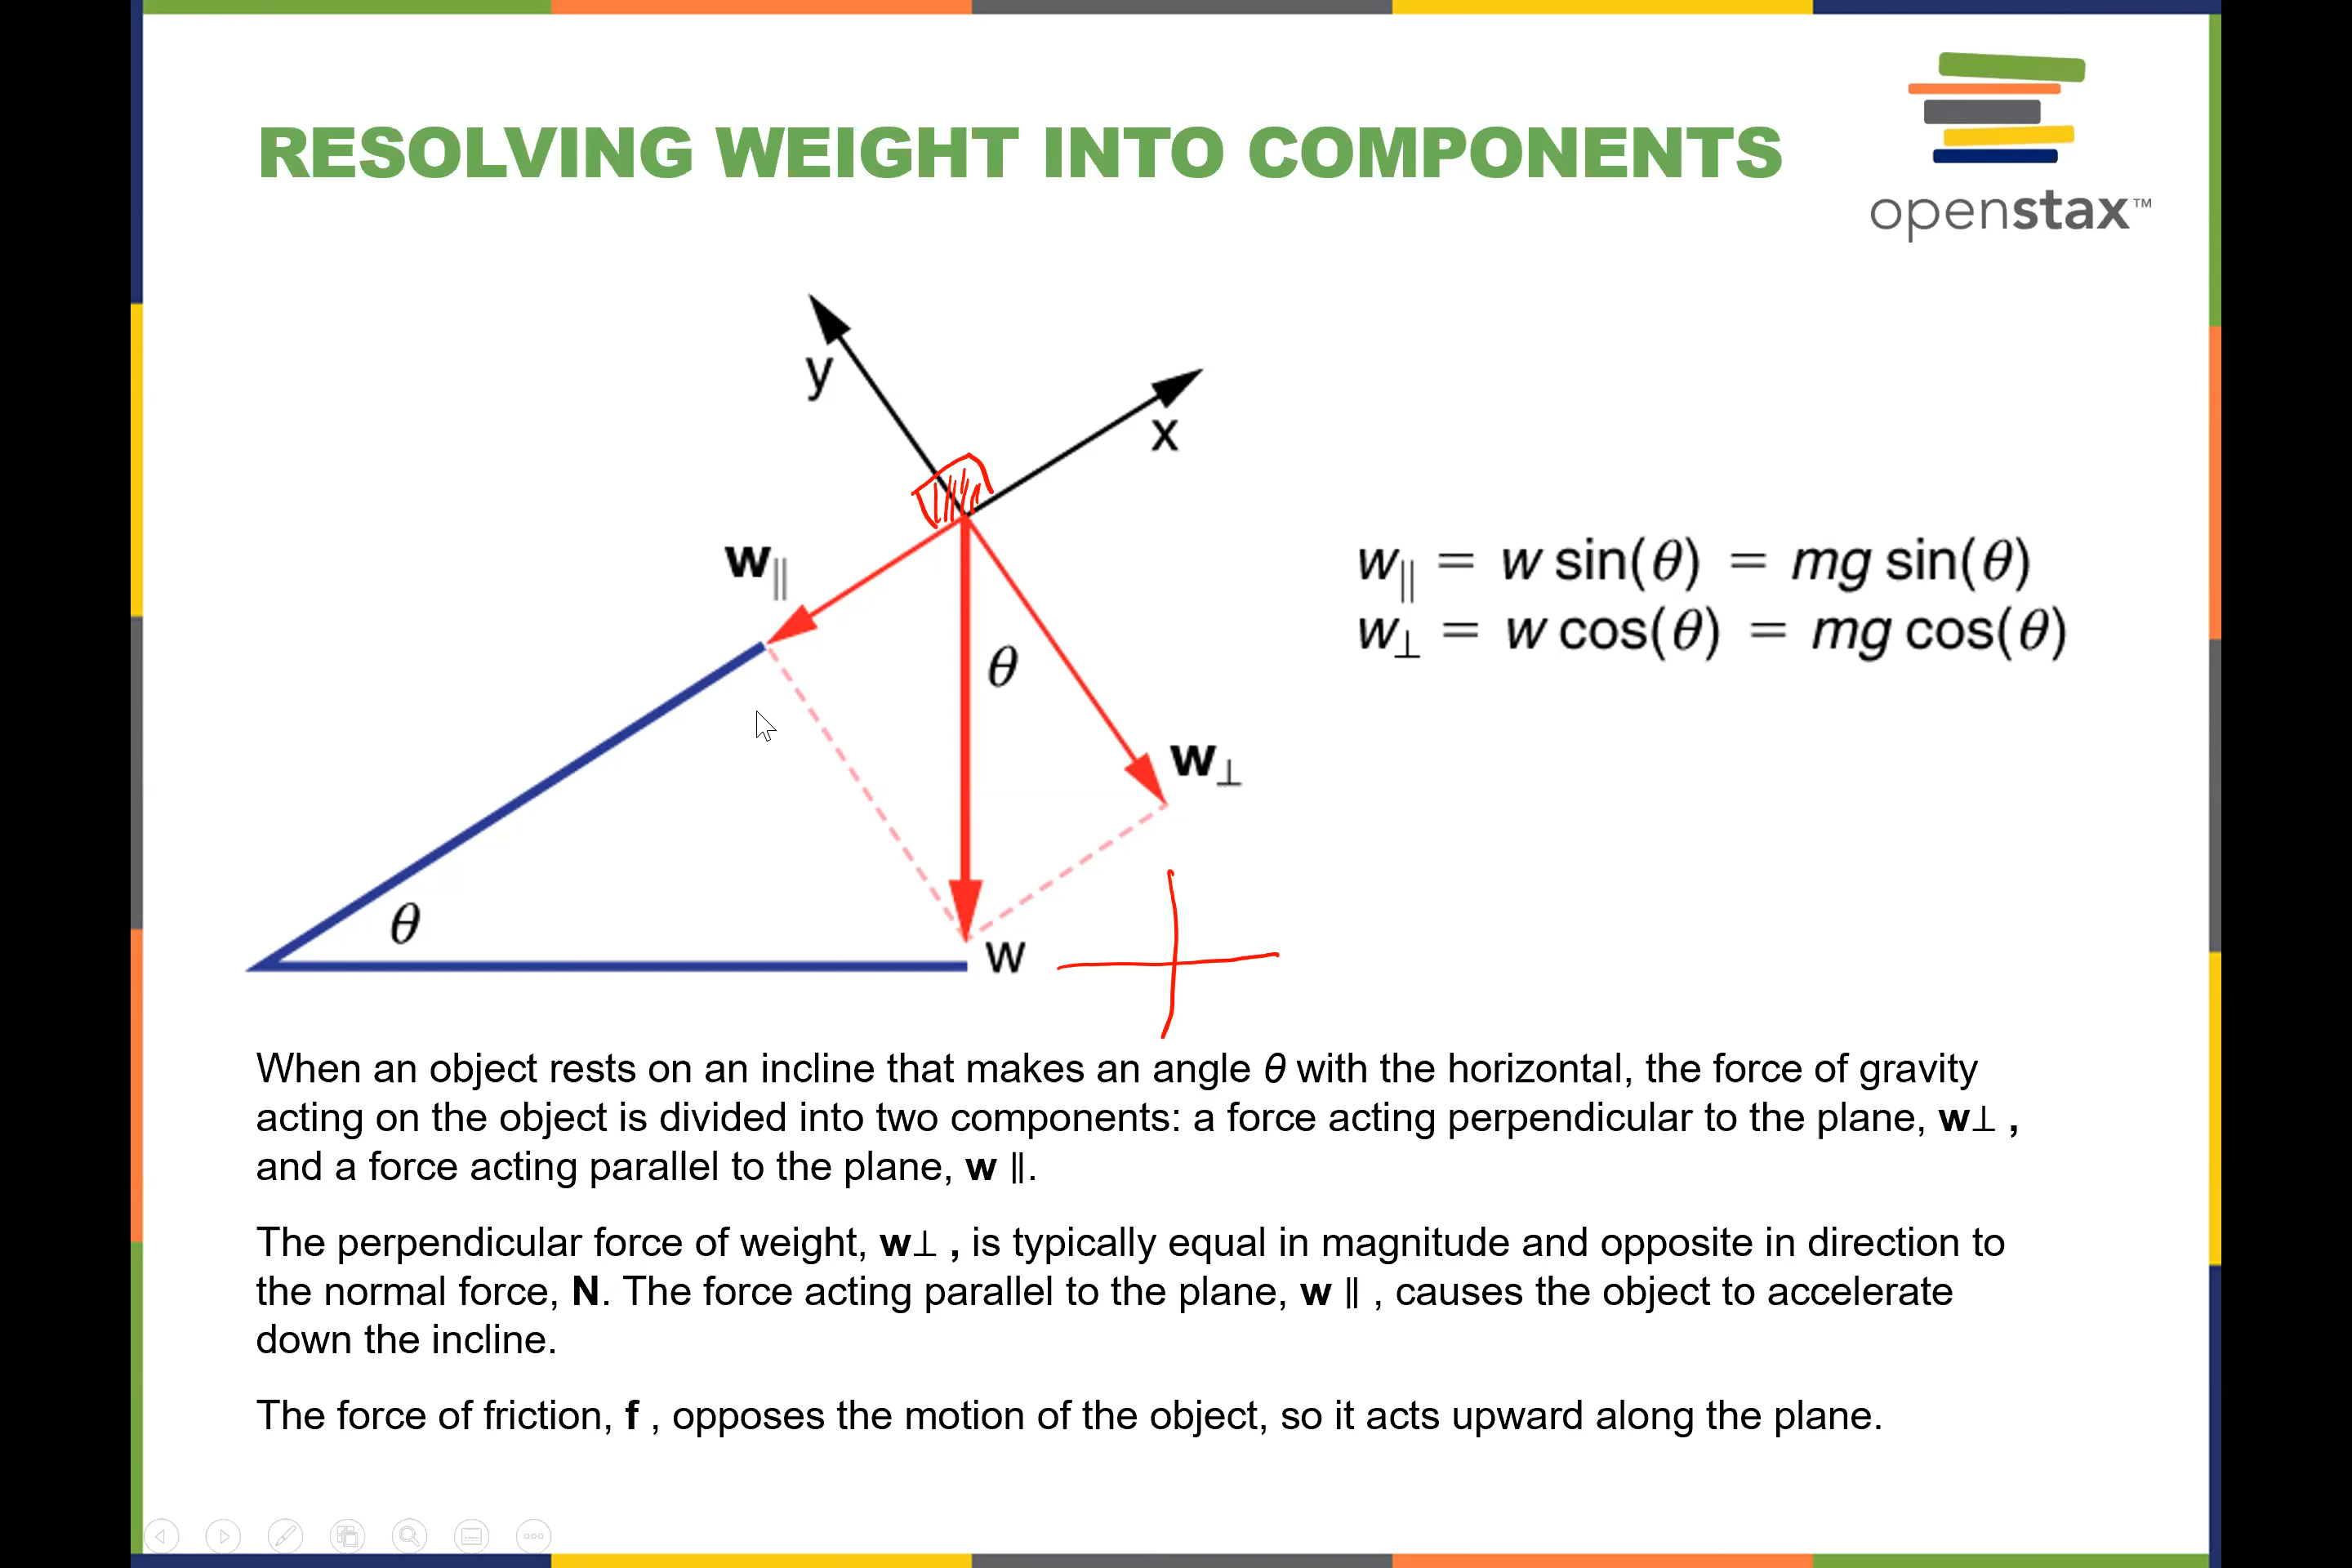 RESOLVING WEIGHT INTO COMPONENTS
openstax™
y
x
w∥
w∥ = w sin(θ) = mg sin(θ)
w⊥ = w cos(θ) = mg cos(θ)
θ
w⊥
θ
w
When an object rests on an incline that makes an angle θ with the horizontal, the force of gravity
acting on the object is divided into two components: a force acting perpendicular to the plane, w⊥ ,
and a force acting parallel to the plane, w ∥.
The perpendicular force of weight, w⊥ , is typically equal in magnitude and opposite in direction to
the normal force, N. The force acting parallel to the plane, w ∥ , causes the object to accelerate
down the incline.
The force of friction, f , opposes the motion of the object, so it acts upward along the plane.